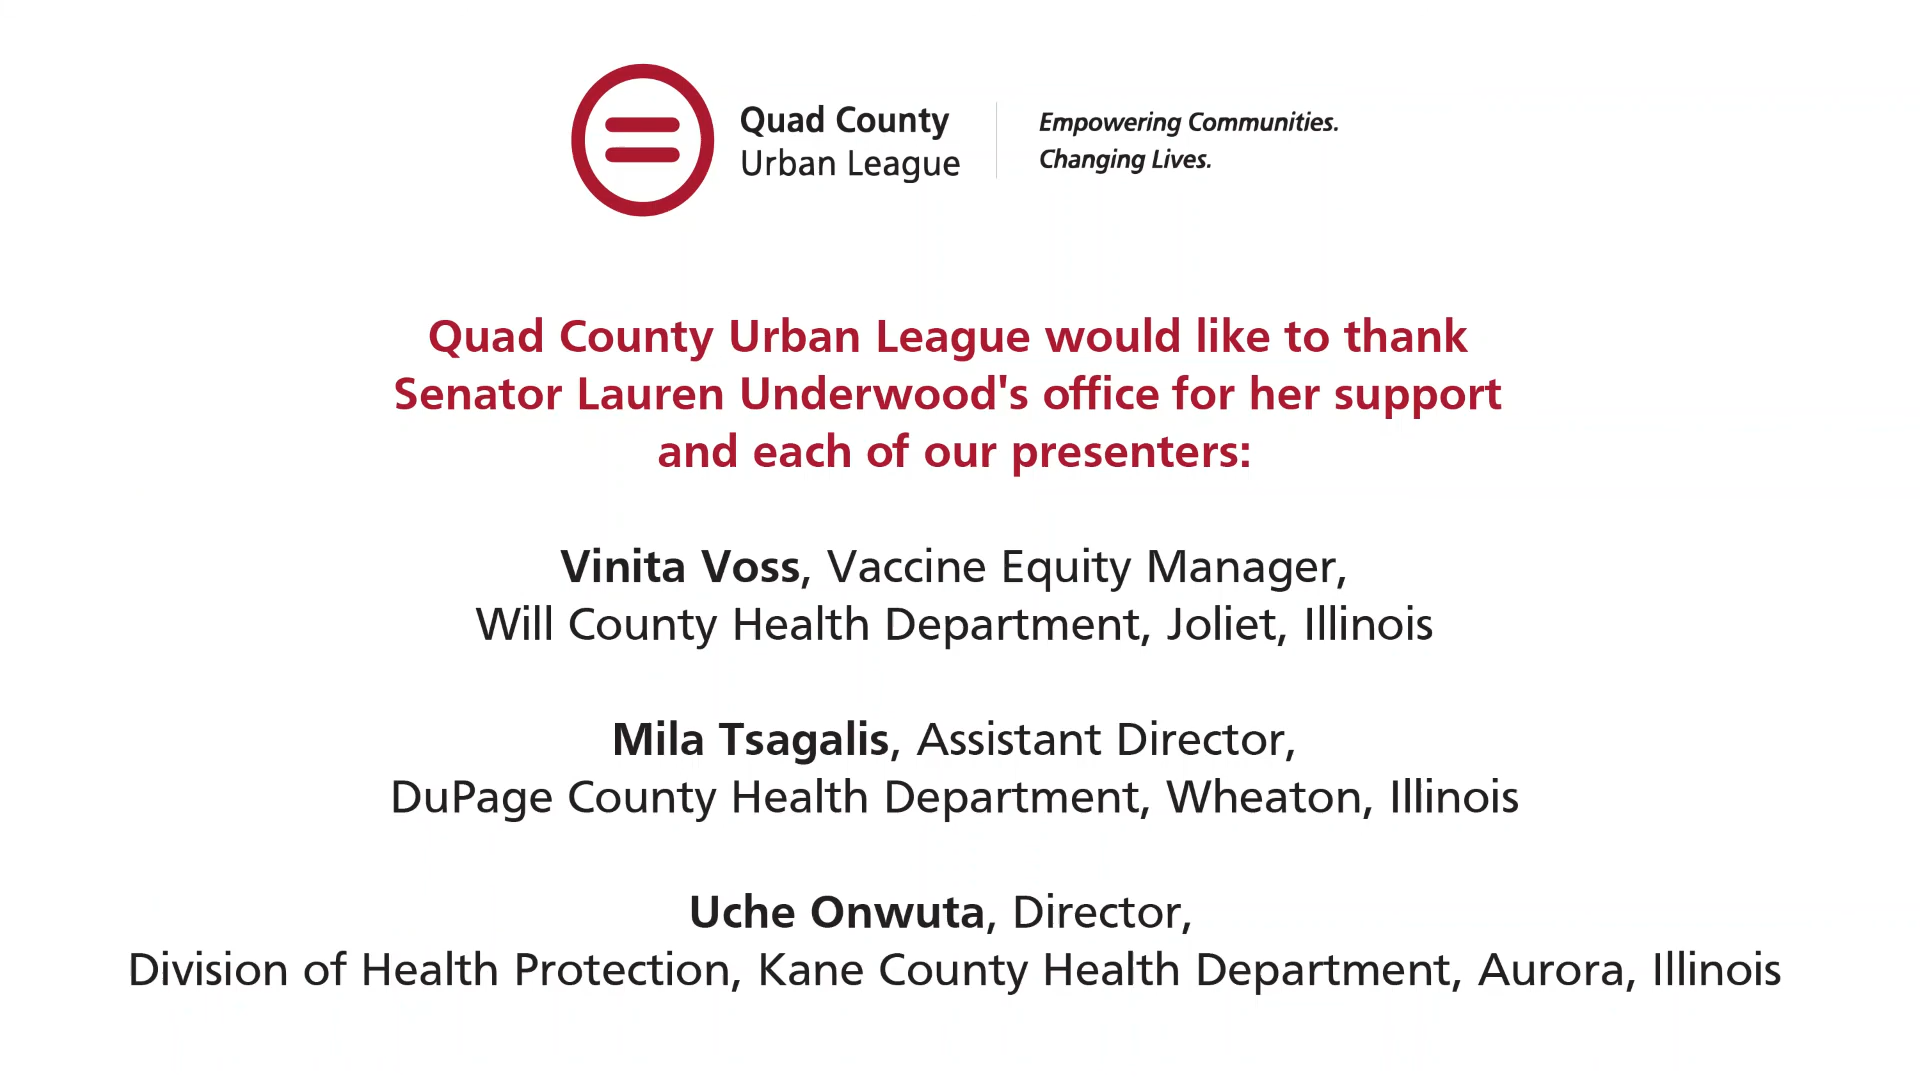 Quad County
Urban League
Empowering Communities.
Changing Lives.
Quad County Urban League would like to thank
Senator Lauren Underwood's office for her support
and each of our presenters:
Vinita Voss, Vaccine Equity Manager,
Will County Health Department, Joliet, Illinois
Mila Tsagalis, Assistant Director,
DuPage County Health Department, Wheaton, Illinois
Uche Onwuta, Director,
Division of Health Protection, Kane County Health Department, Aurora, Illinois